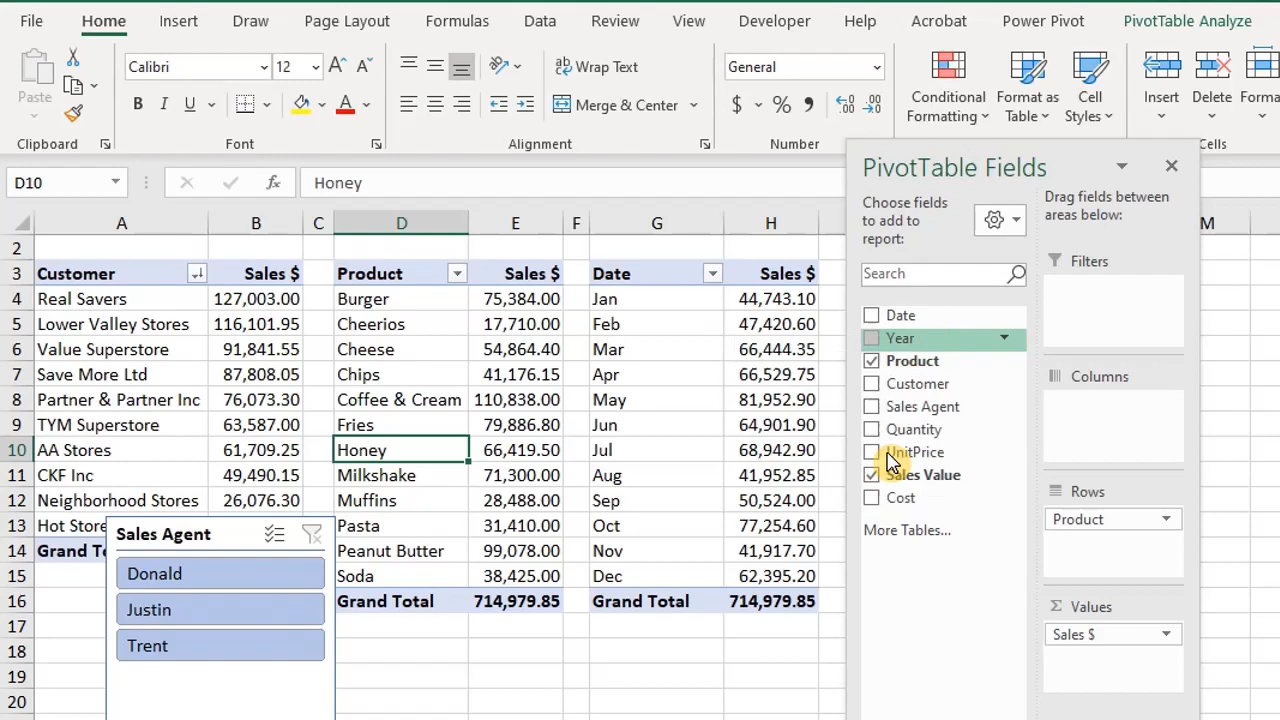 File Home Insert Draw Page Layout Formulas Data Review View Developer Help Acrobat Power Pivot PivotTable Analyze
Paste
Calibri 12 A A
ab Wrap Text
General
B I U A
Merge & Center
$ % ,
Conditional Formatting
Format as Table
Cell Styles
Insert Delete Forma
Clipboard Font Alignment Number Cells
D10 fx Honey
A B C D E F G H M
2
3 Customer Sales $ Product Sales $ Date Sales $
4 Real Savers 127,003.00 Burger 75,384.00 Jan 44,743.10
5 Lower Valley Stores 116,101.95 Cheerios 17,710.00 Feb 47,420.60
6 Value Superstore 91,841.55 Cheese 54,864.40 Mar 66,444.35
7 Save More Ltd 87,808.05 Chips 41,176.15 Apr 66,529.75
8 Partner & Partner Inc 76,073.30 Coffee & Cream 110,838.00 May 81,952.90
9 TYM Superstore 63,587.00 Fries 79,886.80 Jun 64,901.90
10 AA Stores 61,709.25 Honey 66,419.50 Jul 68,942.90
11 CKF Inc 49,490.15 Milkshake 71,300.00 Aug 41,952.85
12 Neighborhood Stores 26,076.30 Muffins 28,488.00 Sep 50,524.00
13 Hot Store Pasta 31,410.00 Oct 77,254.60
14 Grand To Peanut Butter 99,078.00 Nov 41,917.70
15 Soda 38,425.00 Dec 62,395.20
16 Grand Total 714,979.85 Grand Total 714,979.85
17
18
19
20
Sales Agent
Donald
Justin
Trent
PivotTable Fields
Choose fields
to add to
report:
Search
Date
Year
Product
Customer
Sales Agent
Quantity
UnitPrice
Sales Value
Cost
More Tables...
Drag fields between
areas below:
Filters
Columns
Rows
Product
Σ Values
Sales $